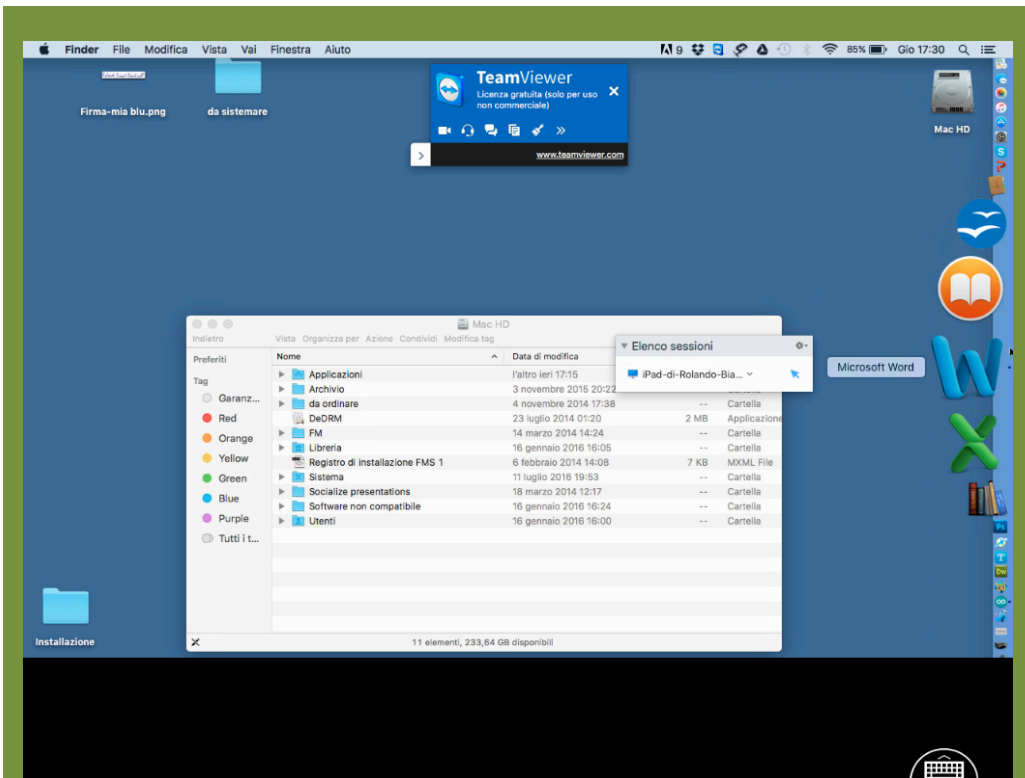 Finder File Modifica Vista Vai Finestra Aiuto 9 85% Gio 17:30
Firma-mia blu.png
da sistemare
TeamViewer
Licenza gratuita (solo per uso
non commerciale)
www.teamviewer.com
Mac HD
Mac HD
Indietro Vista Organizza per Azione Condividi Modifica tag
Preferiti
Tag
Garanz...
Red
Orange
Yellow
Green
Blue
Purple
Tutti i t...
Nome Data di modifica
Applicazioni l'altro ieri 17:15
Archivio 3 novembre 2015 20:22
da ordinare 4 novembre 2014 17:38 -- Cartella
DeDRM 23 luglio 2014 01:20 2 MB Applicazione
FM 14 marzo 2014 14:24 -- Cartella
Libreria 16 gennaio 2016 16:05 -- Cartella
Registro di installazione FMS 1 6 febbraio 2014 14:08 7 KB MXML File
Sistema 11 luglio 2016 19:53 -- Cartella
Socialize presentations 18 marzo 2014 12:17 -- Cartella
Software non compatibile 16 gennaio 2016 16:24 -- Cartella
Utenti 16 gennaio 2016 16:00 -- Cartella
11 elementi, 233,64 GB disponibili
Elenco sessioni
iPad-di-Rolando-Bia...
Microsoft Word
Installazione